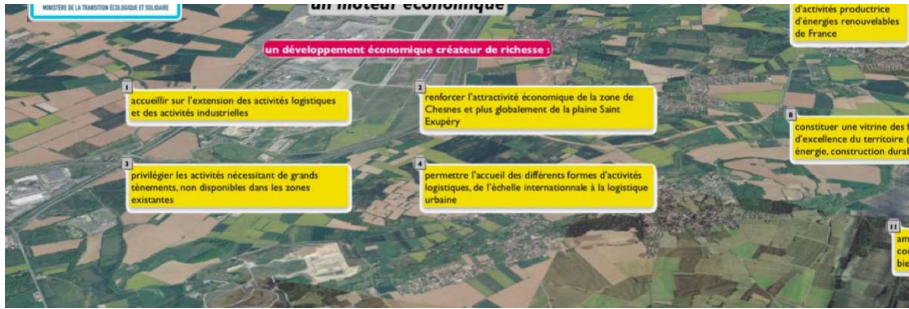 MINISTÈRE DE LA TRANSITION ÉCOLOGIQUE ET SOLIDAIRE
un moteur économique
d'activités productrice
d'énergies renouvelables
de France
un développement économique créateur de richesse :
1
accueillir sur l'extension des activités logistiques
et des activités industrielles
2
renforcer l'attractivité économique de la zone de
Chesnes et plus globalement de la plaine Saint
Exupéry
8
constituer une vitrine des f
d'excellence du territoire (
énergie, construction dural
3
privilégier les activités nécessitant de grands
tènements, non disponibles dans les zones
existantes
4
permettre l'accueil des différents formes d'activités
logistiques, de l'échelle internationale à la logistique
urbaine
11
am
cor
bie